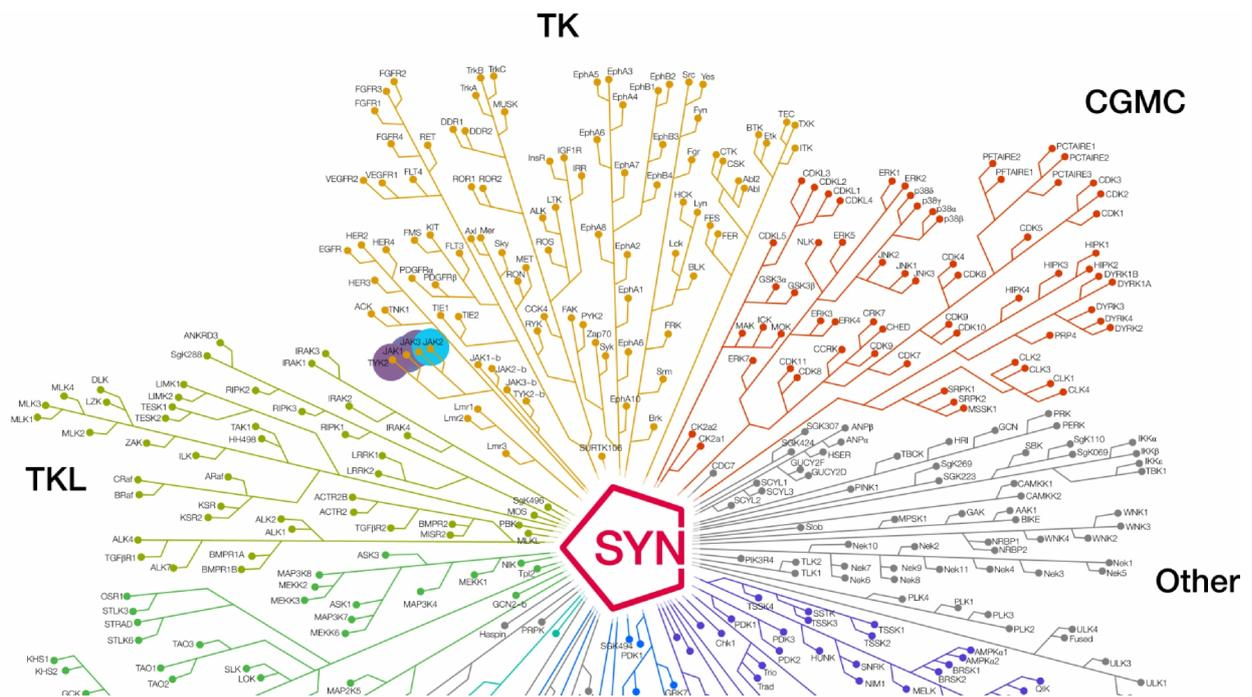 TK
CGMC
TKL
Other
SYN
FGFR2
TrkB TrkC
EphA5
EphA3
EphB2
Src
Yes
FGFR3
TrkA
EphB1
EphA4
FGFR1
MUSK
Fyn
TEC
TXK
DDR1
DDR2
BTK
Etk
FGFR4
RET
EphA6
EphB3
ITK
PCTAIRE1
PCTAIRE2
InsR
IGF1R
IRR
EphA7
Fgr
CTK
CSK
PFTAIRE2
PFTAIRE1
PCTAIRE3
VEGFR2
VEGFR1
FLT4
ROR1
ROR2
EphB4
Abl2
Abl
CDKL3
CDKL2
CDKL1
CDKL4
ERK1
ERK2
p38δ
p38γ
p38α
p38β
CDK3
CDK2
CDK1
HCK
Lyn
ALK
LTK
FES
FER
HER2
HER4
EGFR
FMS
KIT
Axl
Mer
Sky
FLT3
ROS
EphA8
EphA2
Lck
CDKL5
NLK
ERK5
CDK5
HIPK1
HER3
PDGFRα
PDGFRβ
MET
RON
BLK
JNK2
JNK1
JNK3
CDK4
CDK6
HIPK3
HIPK2
DYRK1B
DYRK1A
GSK3α
GSK3β
EphA1
HIPK4
ACK
TNK1
TIE1
TIE2
CCK4
RYK
FAK
PYK2
DYRK3
DYRK4
DYRK2
MAK
ICK
MOK
ERK3
ERK4
CRK7
CHED
CDK9
CDK10
PRP4
ANKRD3
SgK288
JAK1
JAK3
JAK2
TYK2
Zap70
Syk
EphA6
FRK
IRAK3
IRAK1
JAK1-b
JAK2-b
JAK3-b
TYK2-b
ERK7
CDK11
CDK8
CCRK
CDK9
CDK7
CLK2
CLK3
CLK1
CLK4
DLK
MLK4
LZK
MLK3
MLK1
MLK2
LIMK1
LIMK2
TESK1
TESK2
RIPK2
RIPK3
IRAK2
Srm
SRPK1
SRPK2
MSSK1
Lmr1
Lmr2
EphA10
Brk
PRK
PERK
ZAK
TAK1
HH498
RIPK1
IRAK4
Lmr3
SURTK106
CK2a2
CK2a1
SGK307
SGK424
ANPβ
ANPα
HSER
GCN
HRI
SBK
SgK110
SgK069
IKKα
IKKβ
IKKε
TBK1
ILK
LRRK1
LRRK2
CDC7
GUCY2F
GUCY2D
TBCK
SgK269
SGK223
CRaf
BRaf
ARaf
SCYL1
SCYL3
SCYL2
PINK1
CAMKK1
CAMKK2
KSR
KSR2
ACTR2B
ACTR2
SgK496
MOS
PBK
MLKL
Slob
MPSK1
GAK
AAK1
BIKE
WNK1
WNK3
WNK4
WNK2
ALK2
ALK1
TGFβR2
BMPR2
MISR2
ALK4
TGFβR1
ALK7
BMPR1A
BMPR1B
ASK3
NIK
Tpl2
PIK3R4
Nek10
Nek2
NRBP1
NRBP2
TLK2
TLK1
Nek7
Nek6
Nek9
Nek8
Nek11
Nek4
Nek3
Nek1
Nek5
MAP3K8
MEKK2
MEKK3
MEKK1
MAP3K4
OSR1
STLK3
STRAD
STLK6
ASK1
MAP3K7
MEKK6
GCN2-b
Haspin
PRPK
TSSK4
SSTK
TSSK3
TSSK1
TSSK2
PLK4
PLK1
PLK3
PLK2
ULK4
Fused
TAO3
TAO1
TAO2
SLK
LOK
MAP2K5
KHS1
KHS2
GCK
SGK494
PDK1
Chk1
PDK1
PDK3
PDK2
HUNK
Trio
Trad
SNRK
NIM1
AMPKα1
AMPKα2
BRSK1
BRSK2
MELK
QIK
ULK3
ULK1
GRK7